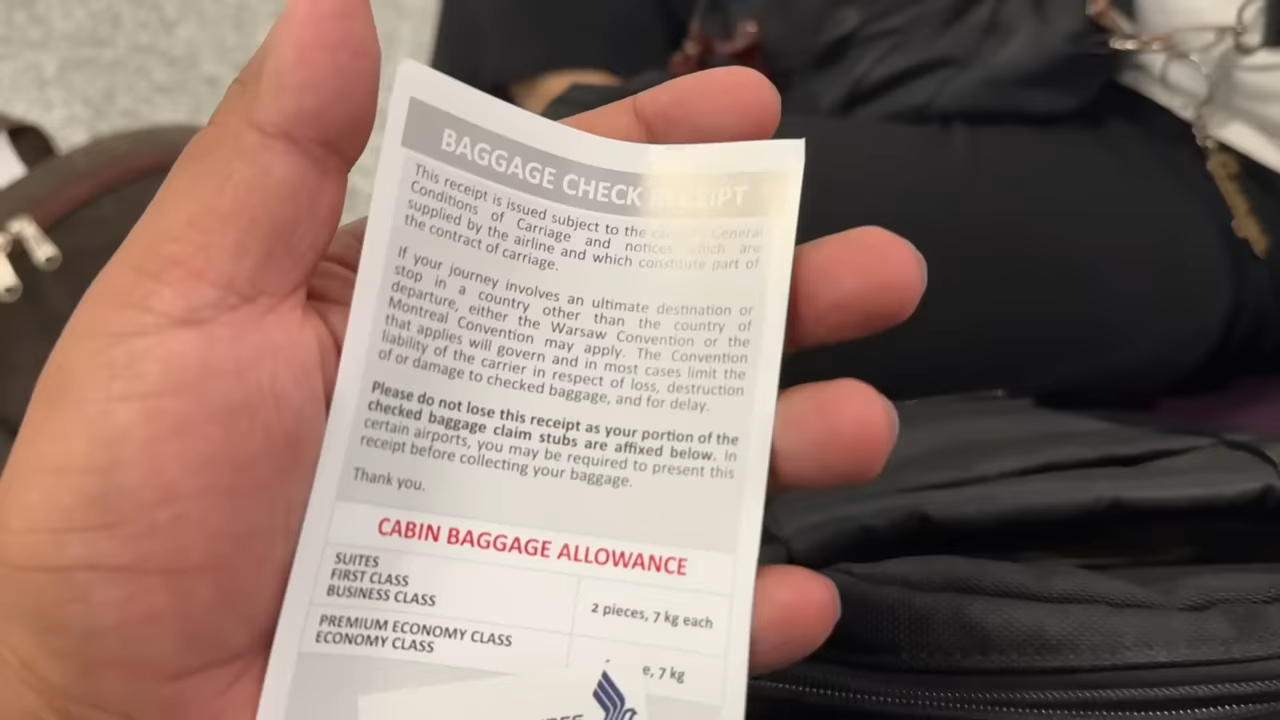 BAGGAGE CHECK RECEIPT
This receipt is issued subject to the General
Conditions of Carriage and notices which are
supplied by the airline and which constitute part of
the contract of carriage.
If your journey involves an ultimate destination or
stop in a country other than the country of
departure, either the Warsaw Convention or the
Montreal Convention may apply. The Convention
that applies will govern and in most cases limit the
liability of the carrier in respect of loss, destruction
of or damage to checked baggage, and for delay.
Please do not lose this receipt as your portion of the
checked baggage claim stubs are affixed below. In
certain airports, you may be required to present this
receipt before collecting your baggage.
Thank you.
CABIN BAGGAGE ALLOWANCE
SUITES
FIRST CLASS
BUSINESS CLASS
2 pieces, 7 kg each
PREMIUM ECONOMY CLASS
ECONOMY CLASS
e, 7 kg